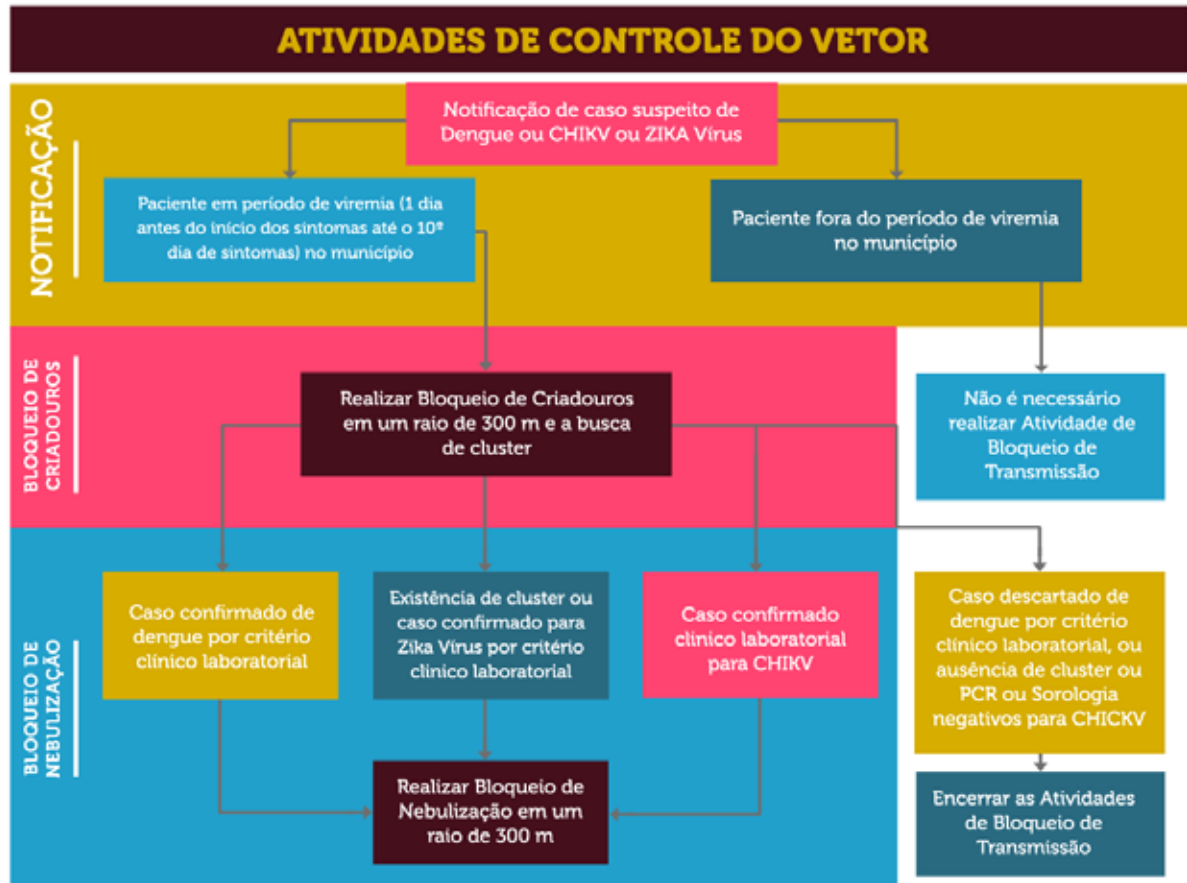 ATIVIDADES DE CONTROLE DO VETOR
NOTIFICAÇÃO
Notificação de caso suspeito de
Dengue ou CHIKV ou ZIKA Vírus
Paciente em período de viremia (1 dia
antes do início dos sintomas até o 10º
dia de sintomas) no município
Paciente fora do período de viremia
no município
BLOQUEIO DE
CRIADOUROS
Realizar Bloqueio de Criadouros
em um raio de 300 m e a busca
de cluster
Não é necessário
realizar Atividade de
Bloqueio de
Transmissão
BLOQUEIO DE
NEBULIZAÇÃO
Caso confirmado de
dengue por critério
clínico laboratorial
Existência de cluster ou
caso confirmado para
Zika Vírus por critério
clínico laboratorial
Caso confirmado
clínico laboratorial
para CHIKV
Caso descartado de
dengue por critério
clínico laboratorial, ou
ausência de cluster ou
PCR ou Sorologia
negativos para CHICKV
Realizar Bloqueio de
Nebulização em um
raio de 300 m
Encerrar as Atividades
de Bloqueio de
Transmissão